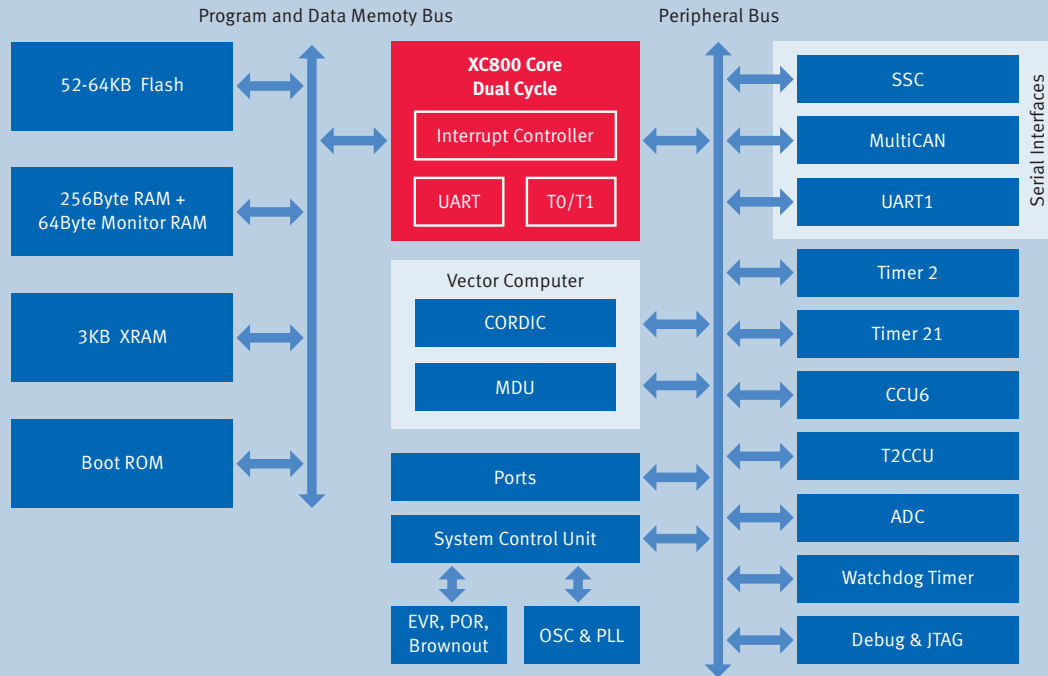 Program and Data Memoty Bus
Peripheral Bus
52-64KB Flash
256Byte RAM +
64Byte Monitor RAM
3KB XRAM
Boot ROM
XC800 Core
Dual Cycle
Interrupt Controller
UART
T0/T1
Vector Computer
CORDIC
MDU
Ports
System Control Unit
EVR, POR,
Brownout
OSC & PLL
SSC
MultiCAN
UART1
Serial Interfaces
Timer 2
Timer 21
CCU6
T2CCU
ADC
Watchdog Timer
Debug & JTAG